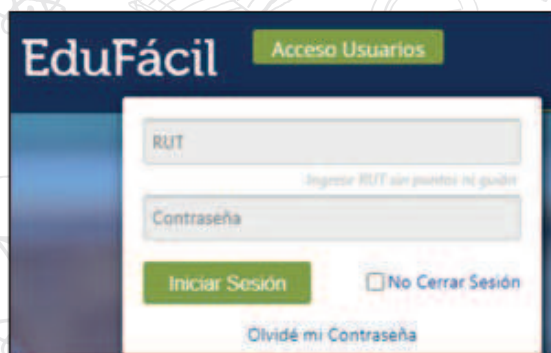 EduFácil
Acceso Usuarios
RUT
Ingrese RUT sin puntos ni guión
Contraseña
Iniciar Sesión
No Cerrar Sesión
Olvidé mi Contraseña